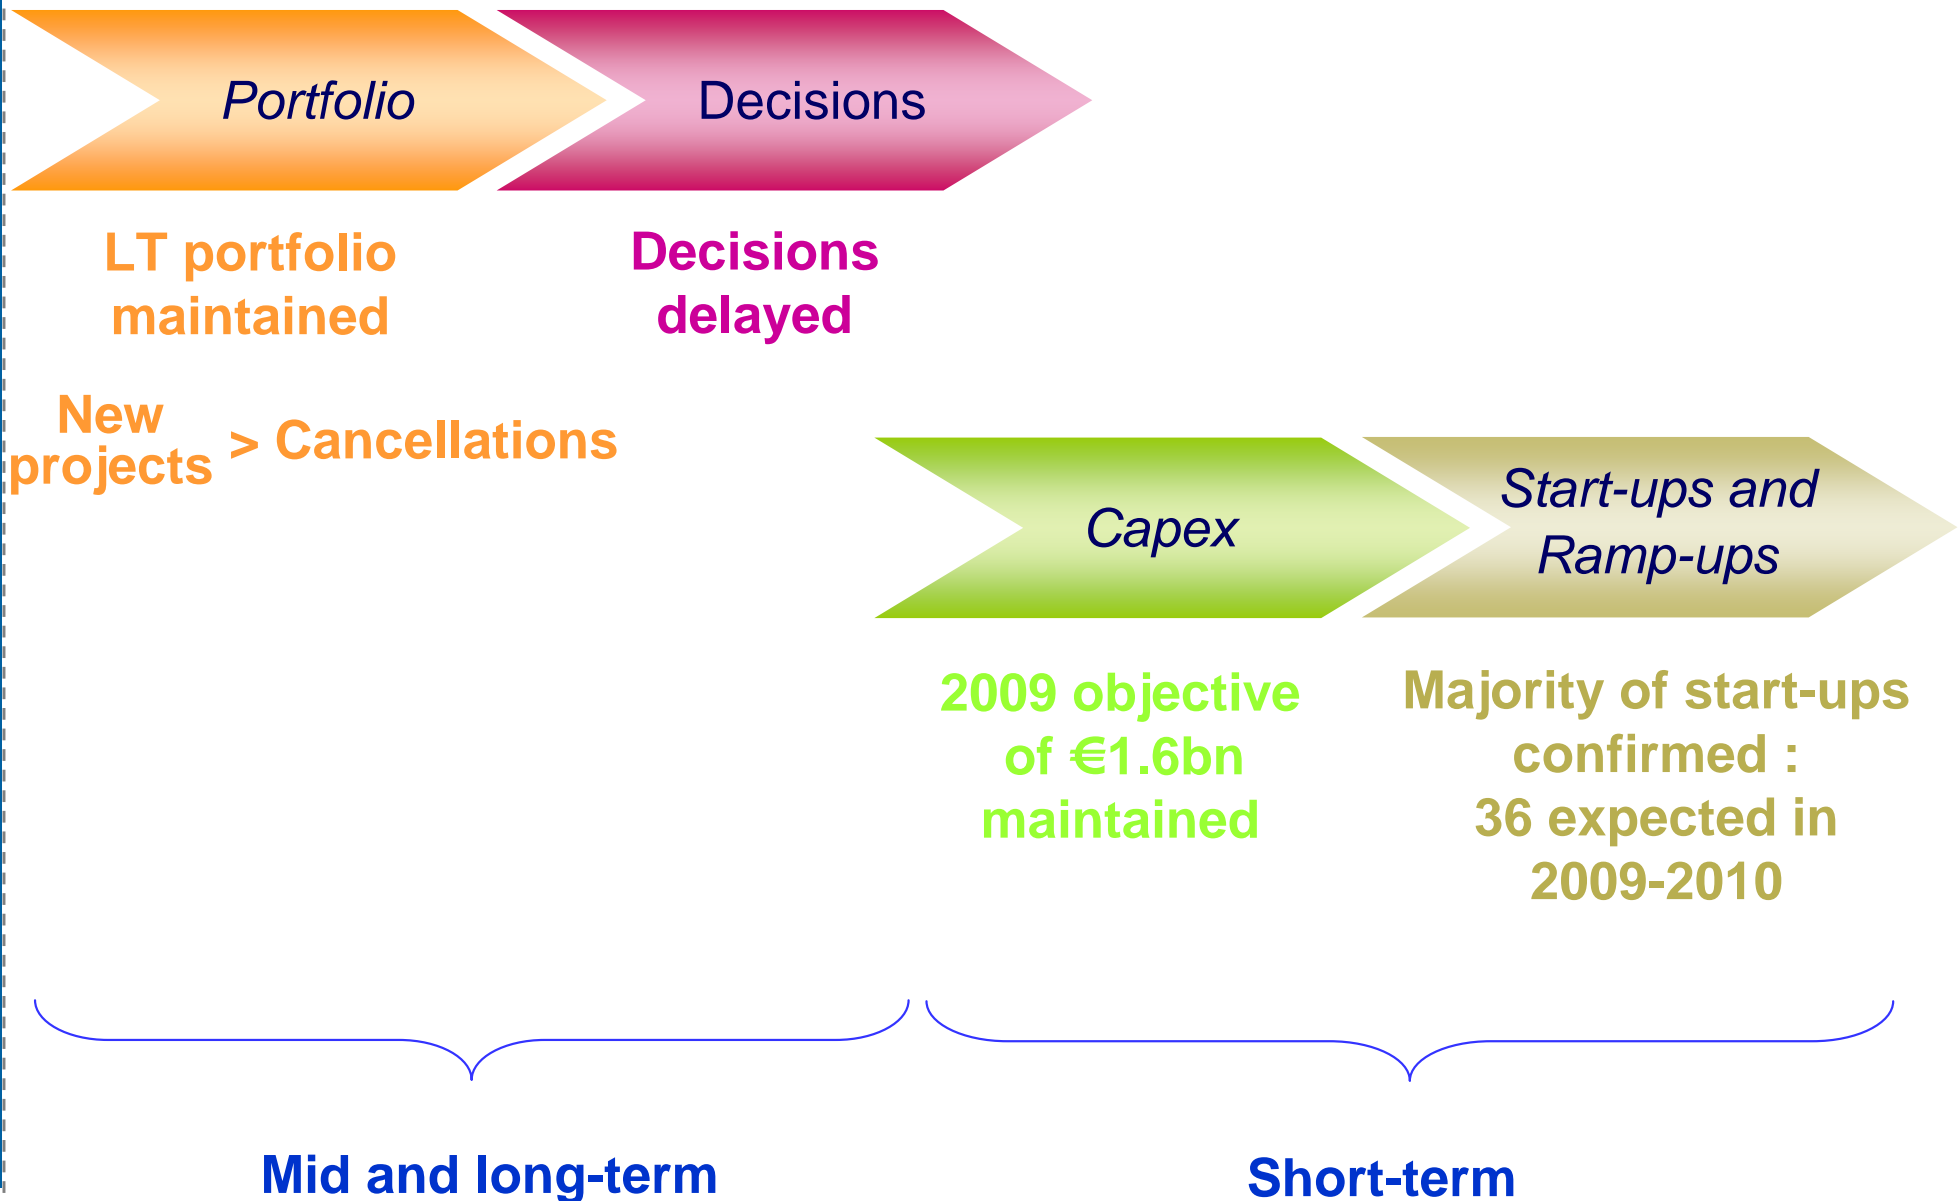 Portfolio
Decisions
LT portfolio
maintained
Decisions
delayed
New
projects
> Cancellations
Capex
Start-ups and
Ramp-ups
2009 objective
of €1.6bn
maintained
Majority of start-ups
confirmed :
36 expected in
2009-2010
Mid and long-term
Short-term